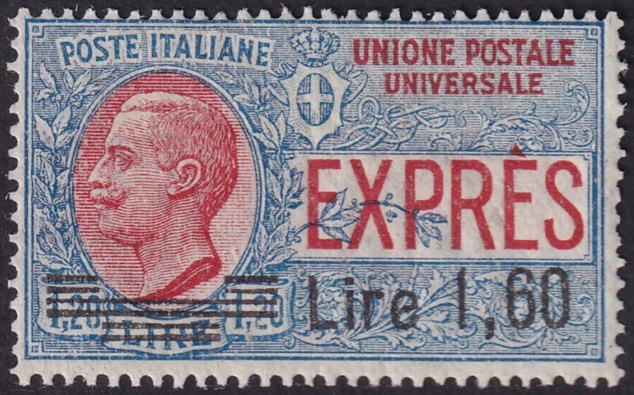 POSTE ITALIANE
UNIONE POSTALE
UNIVERSALE
EXPRÈS
1,20 1,20
LIRE
Lire 1,60